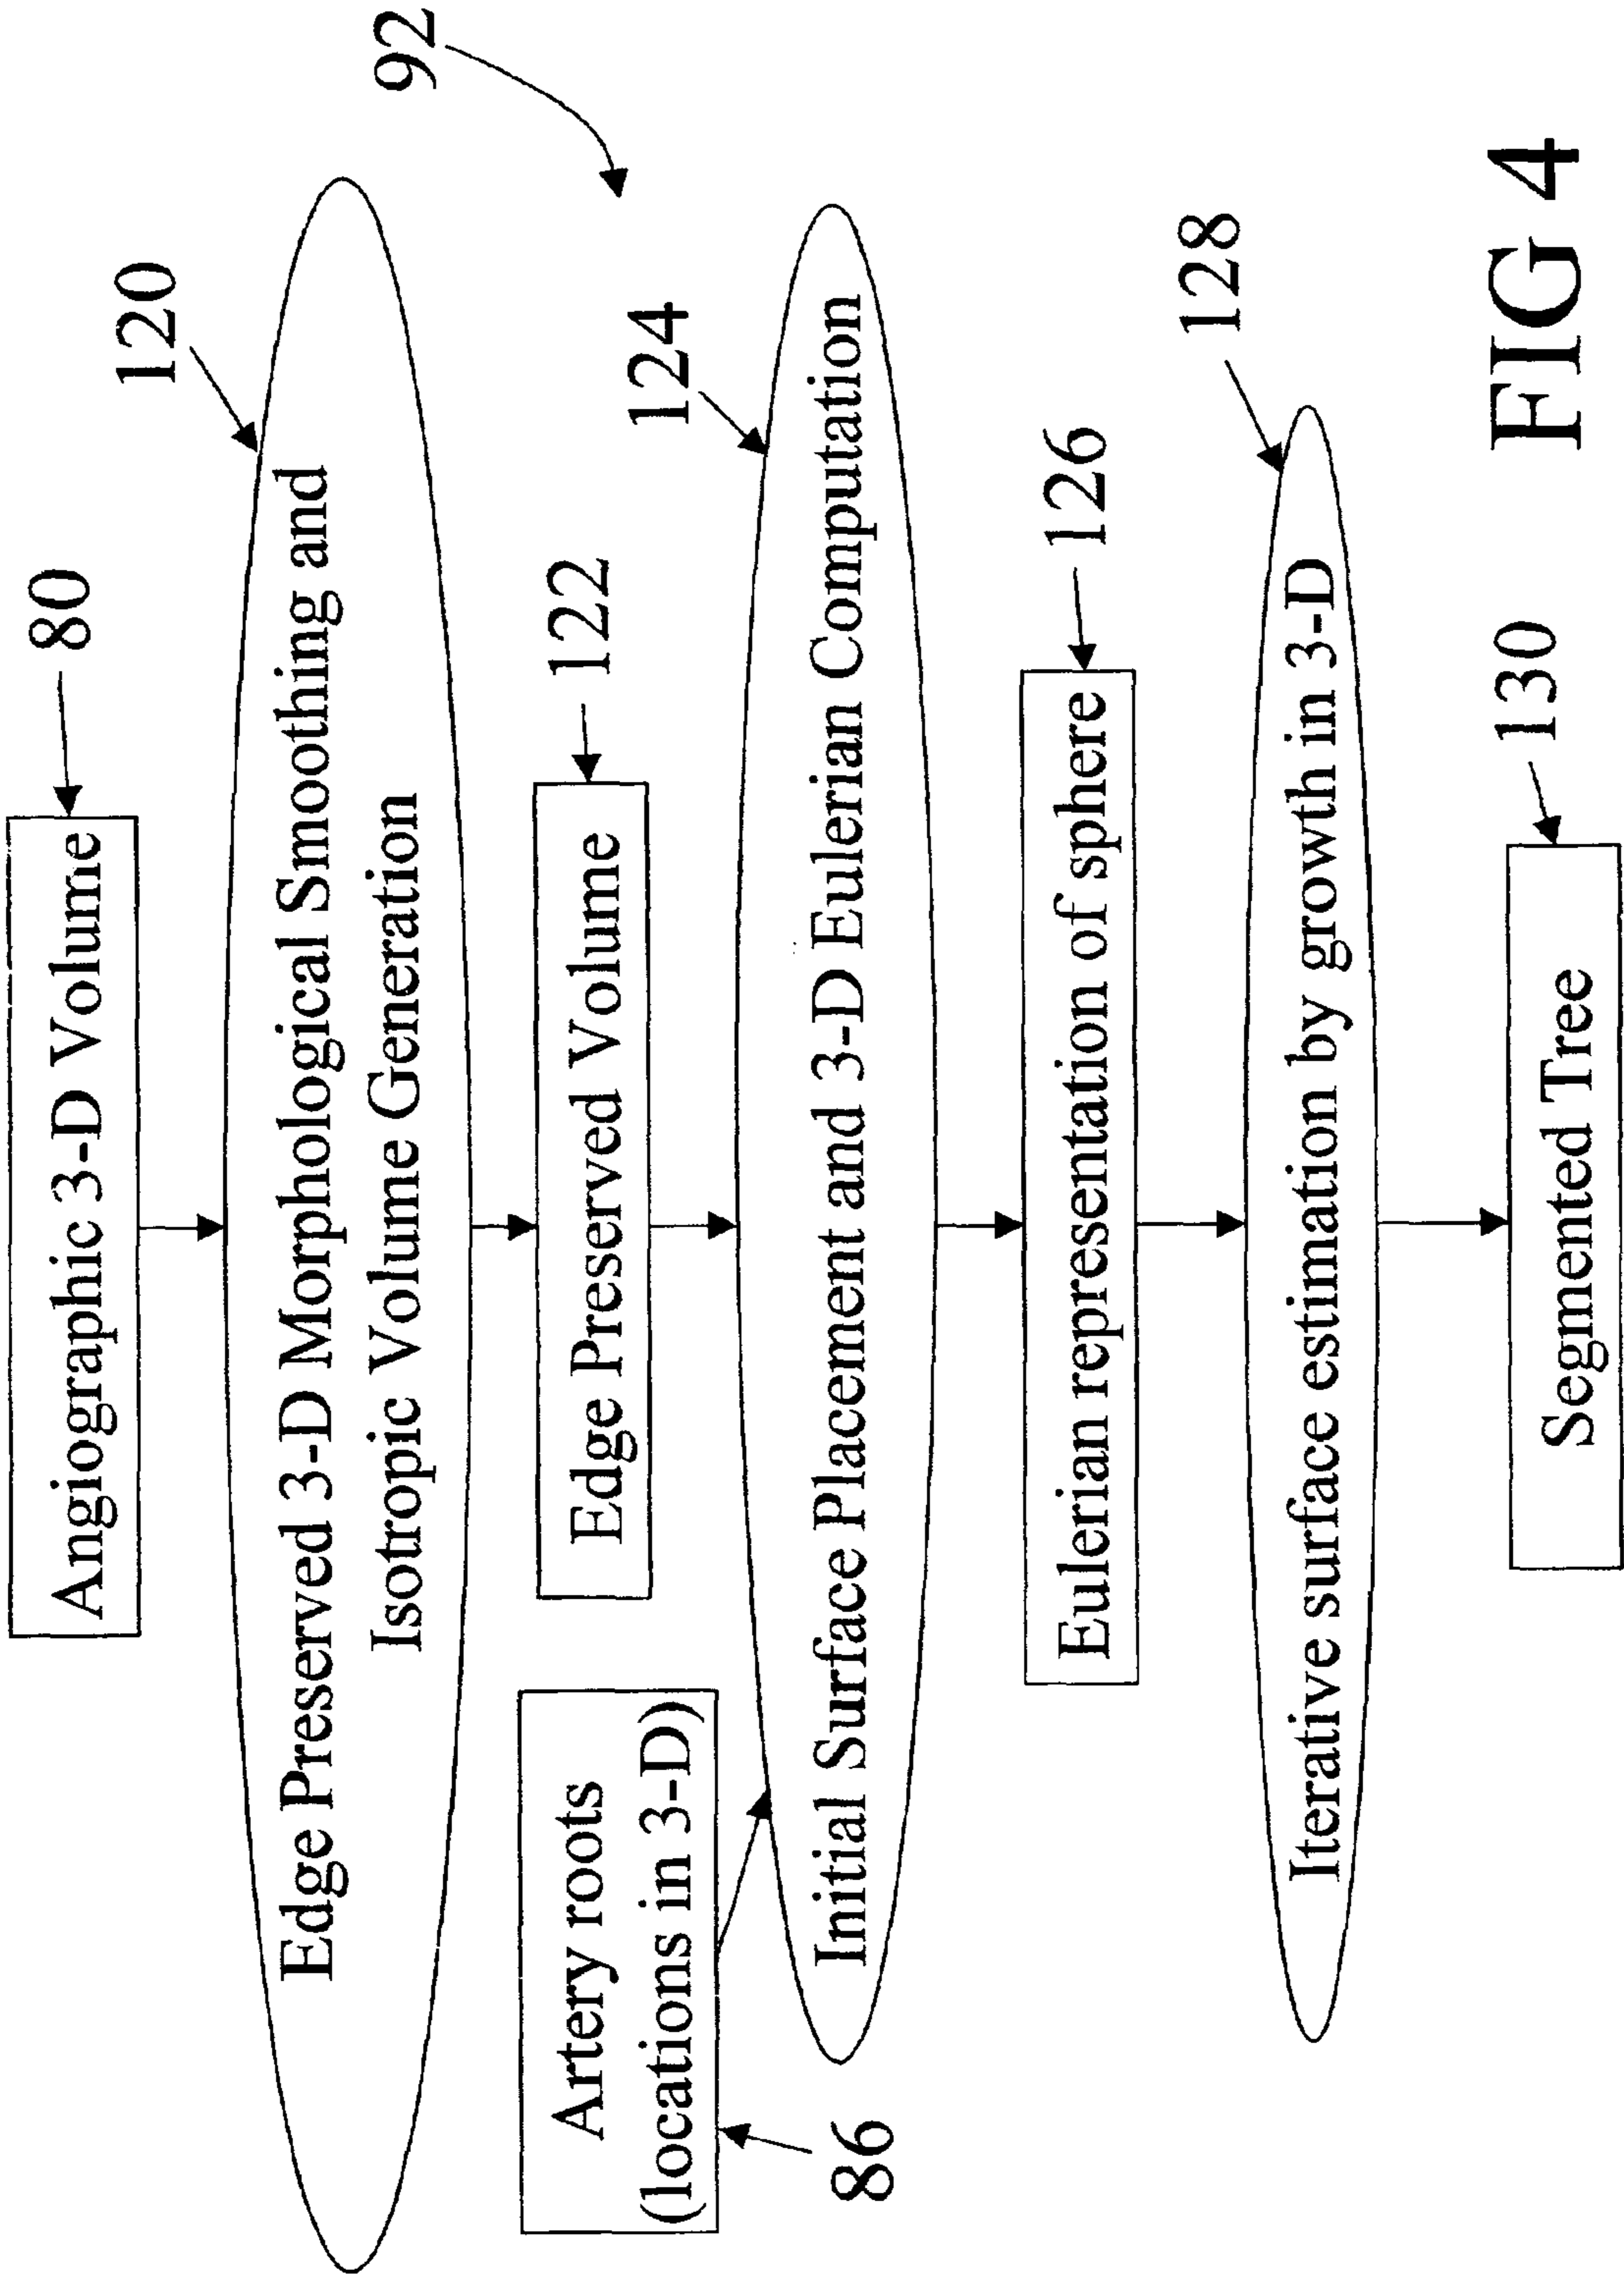 Angiographic 3-D Volume
80
120
Edge Preserved 3-D Morphological Smoothing and
Isotropic Volume Generation
92
Edge Preserved Volume
122
Artery roots
(locations in 3-D)
86
124
Initial Surface Placement and 3-D Eulerian Computation
Eulerian representation of sphere
126
128
Iterative surface estimation by growth in 3-D
Segmented Tree
130
FIG 4